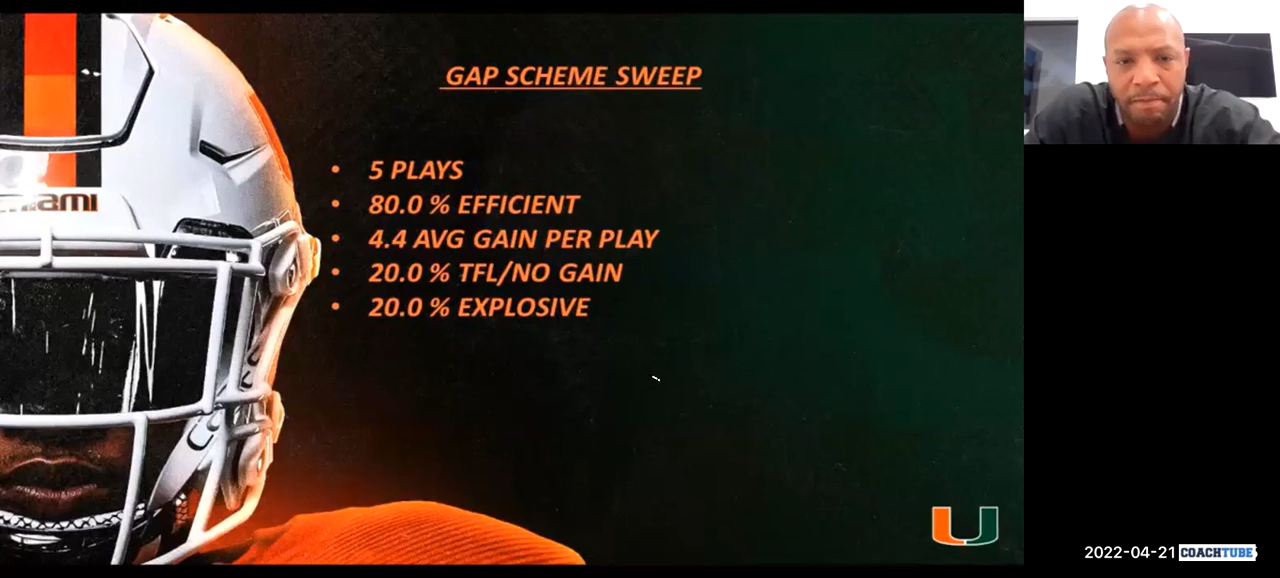 GAP SCHEME SWEEP
• 5 PLAYS
• 80.0 % EFFICIENT
• 4.4 AVG GAIN PER PLAY
• 20.0 % TFL/NO GAIN
• 20.0 % EXPLOSIVE
2022-04-21 COACHTUBE